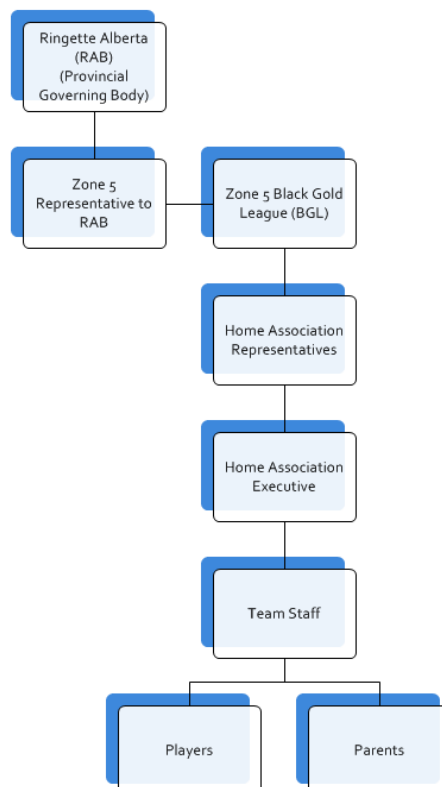 Ringette Alberta
(RAB)
(Provincial
Governing Body)
Zone 5
Representative to
RAB
Zone 5 Black Gold
League (BGL)
Home Association
Representatives
Home Association
Executive
Team Staff
Players
Parents